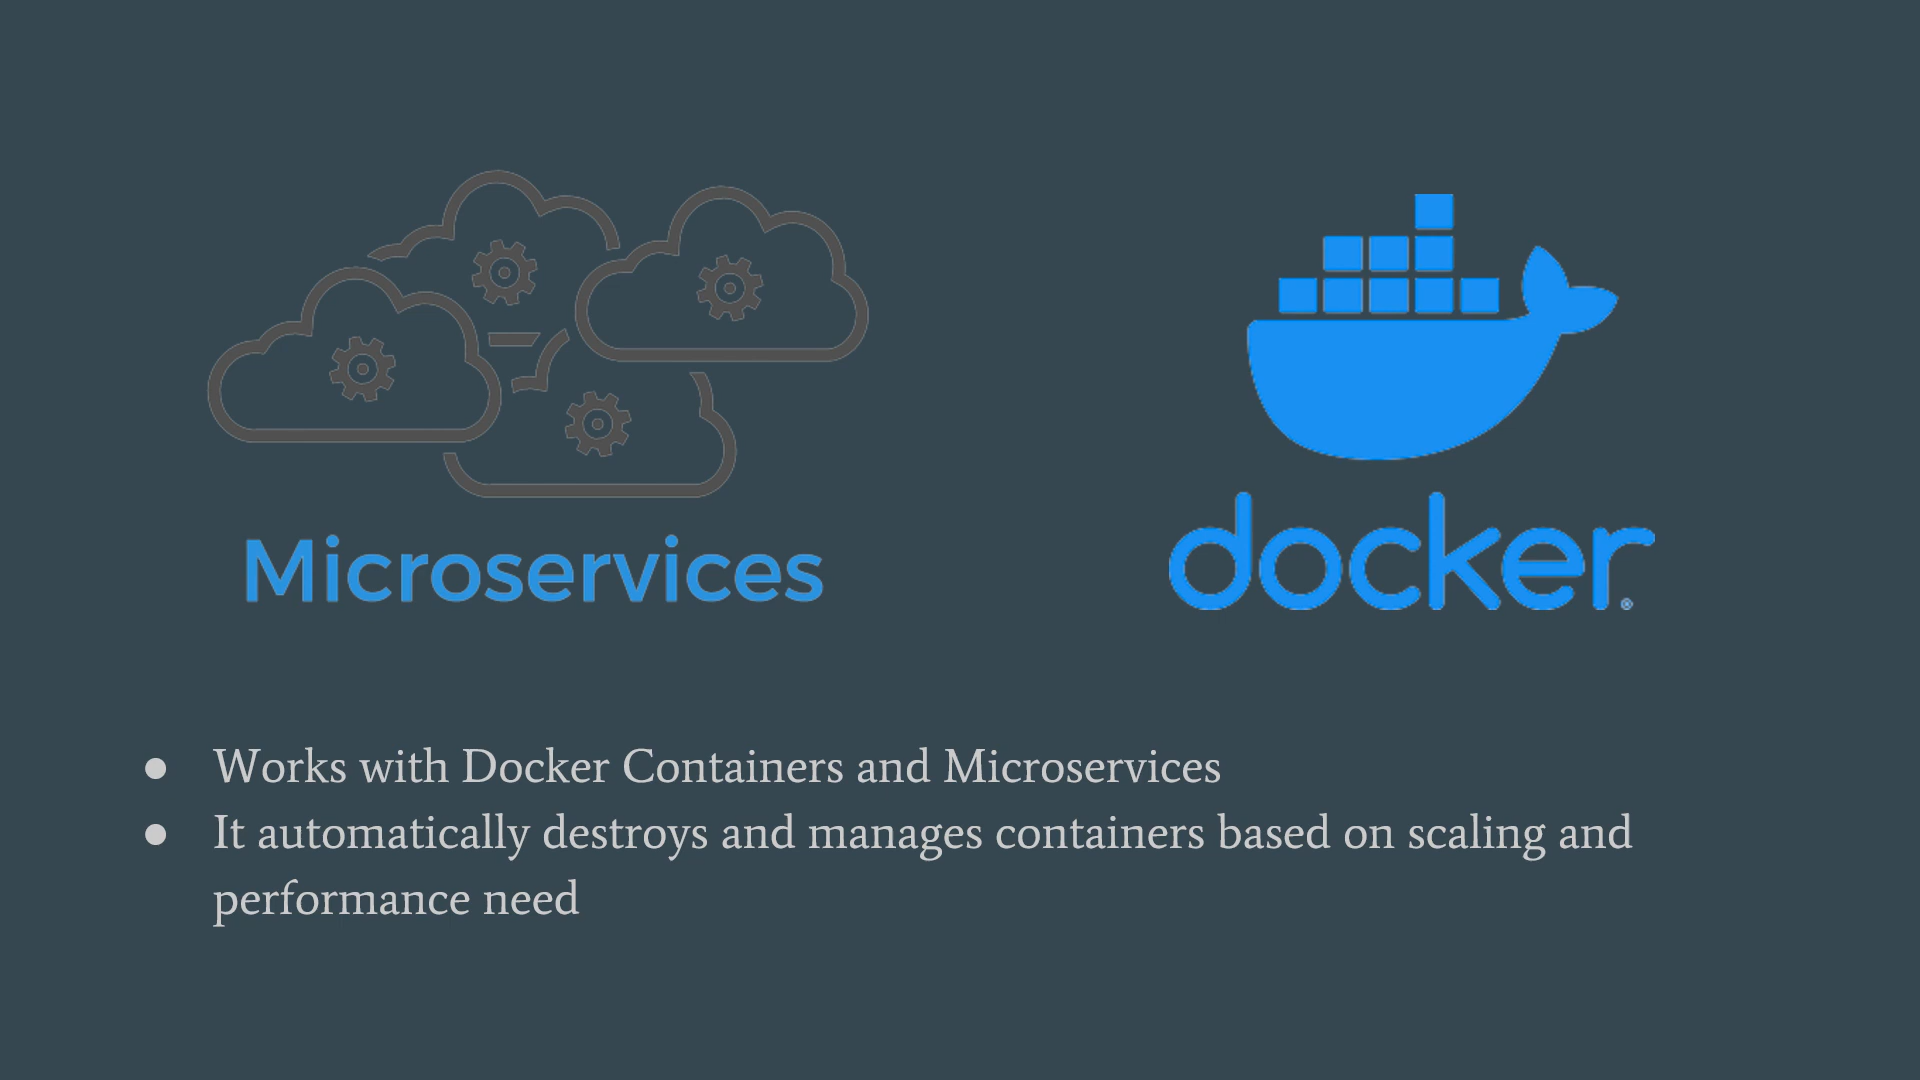 Microservices
docker
● Works with Docker Containers and Microservices
● It automatically destroys and manages containers based on scaling and
performance need